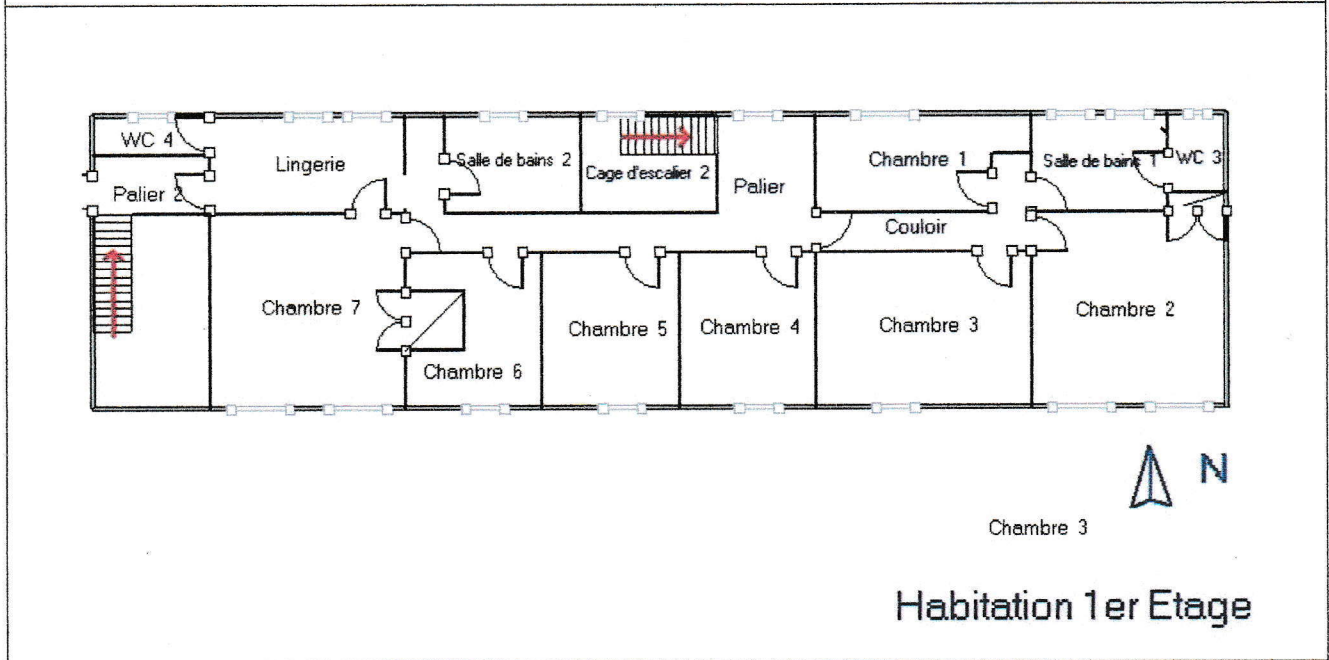 WC 4
Lingerie
Salle de bains 2
Cage d'escalier 2
Palier
Chambre 1
Salle de bains 1
WC 3
Palier 2
Couloir
Chambre 7
Chambre 6
Chambre 5
Chambre 4
Chambre 3
Chambre 2
N
Chambre 3
Habitation 1er Etage